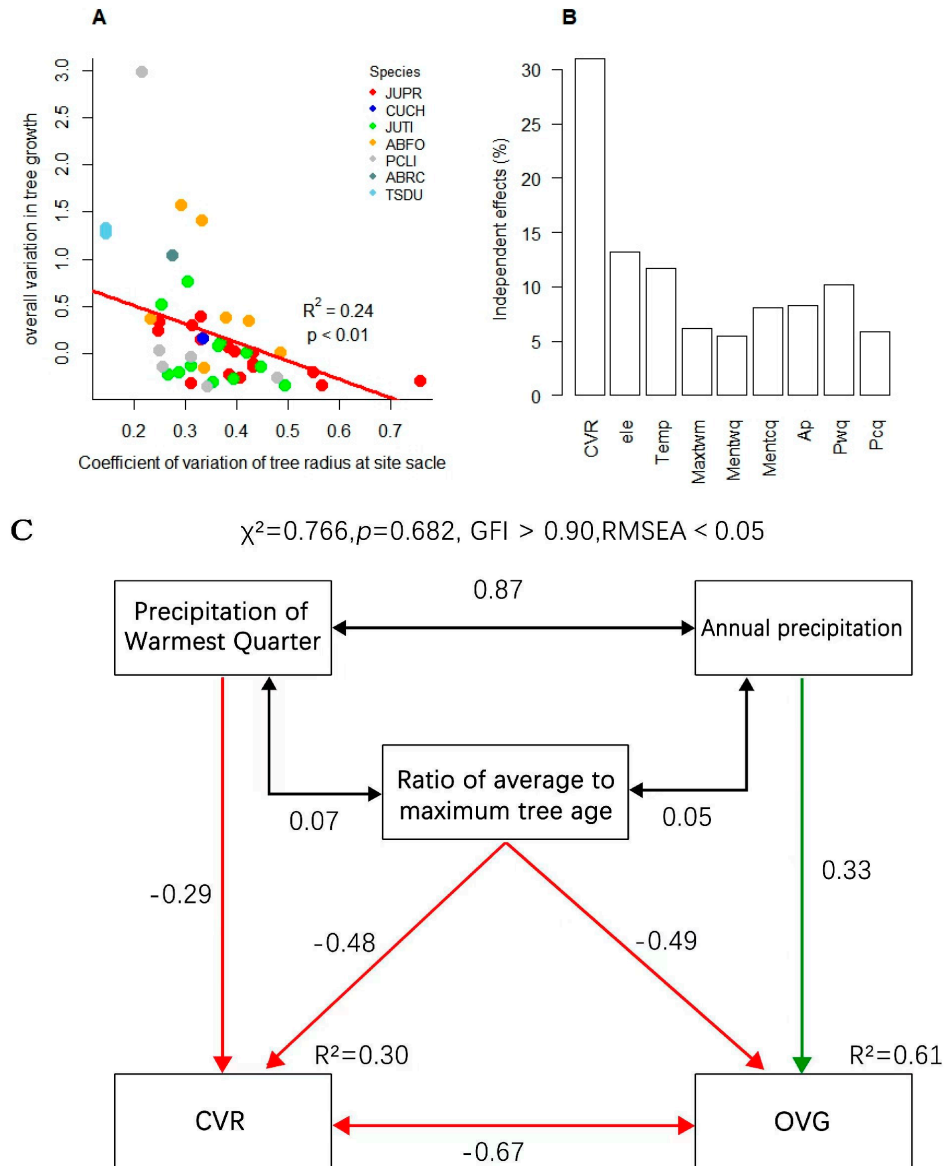 A
overall variation in tree growth
3.0
2.5
2.0
1.5
1.0
0.5
0.0
Species
JUPR
CUCH
JUTI
ABFO
PCLI
ABRC
TSDU
R² = 0.24
p < 0.01
0.2 0.3 0.4 0.5 0.6 0.7
Coefficient of variation of tree radius at site sacle
B
Independent effects (%)
30
25
20
15
10
5
0
CVR
ele
Temp
Maxtwm
Mentwq
Mentcq
Ap
Pwq
Pcq
C
χ²=0.766,p=0.682, GFI > 0.90,RMSEA < 0.05
Precipitation of
Warmest Quarter
0.87
Annual precipitation
Ratio of average to
maximum tree age
0.07
0.05
-0.29
-0.48
-0.49
0.33
R²=0.30
R²=0.61
CVR
OVG
-0.67